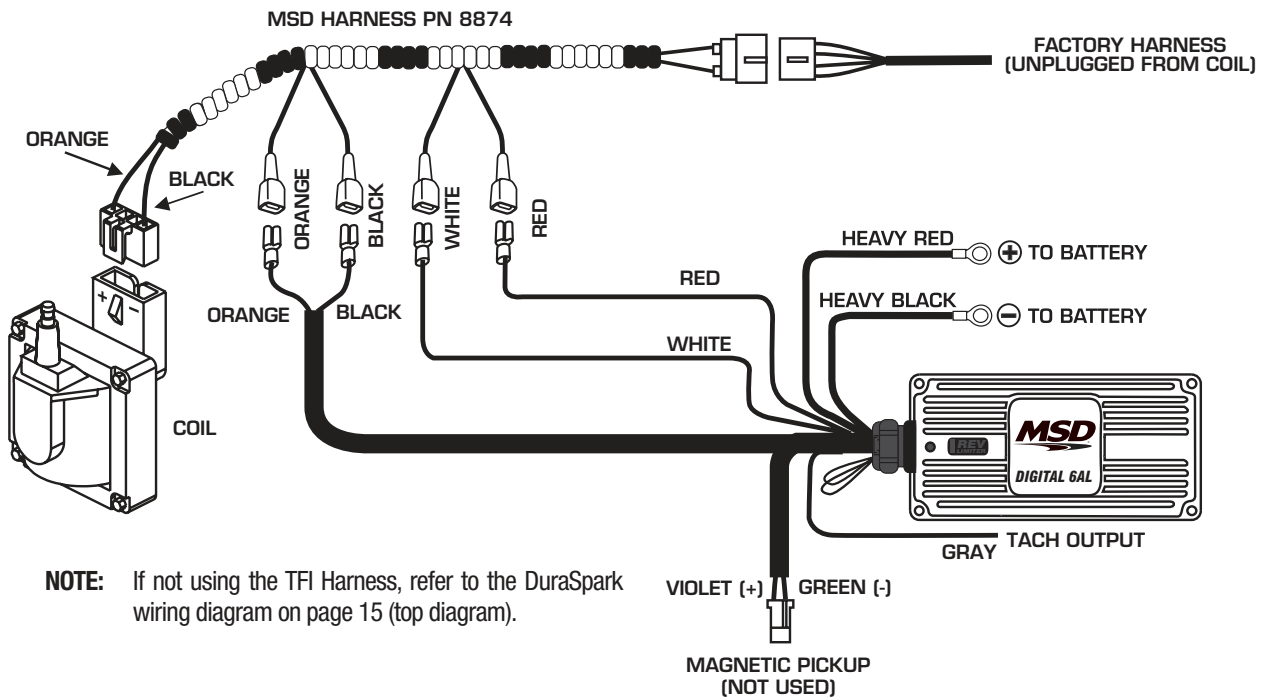 MSD HARNESS PN 8874
FACTORY HARNESS
(UNPLUGGED FROM COIL)
ORANGE
BLACK
ORANGE
BLACK
WHITE
RED
HEAVY RED
+ TO BATTERY
RED
HEAVY BLACK
- TO BATTERY
ORANGE
BLACK
WHITE
+ -
COIL
REV
LIMITER
MSD
DIGITAL 6AL
GRAY
TACH OUTPUT
NOTE: If not using the TFI Harness, refer to the DuraSpark
wiring diagram on page 15 (top diagram).
VIOLET (+)
GREEN (-)
MAGNETIC PICKUP
(NOT USED)